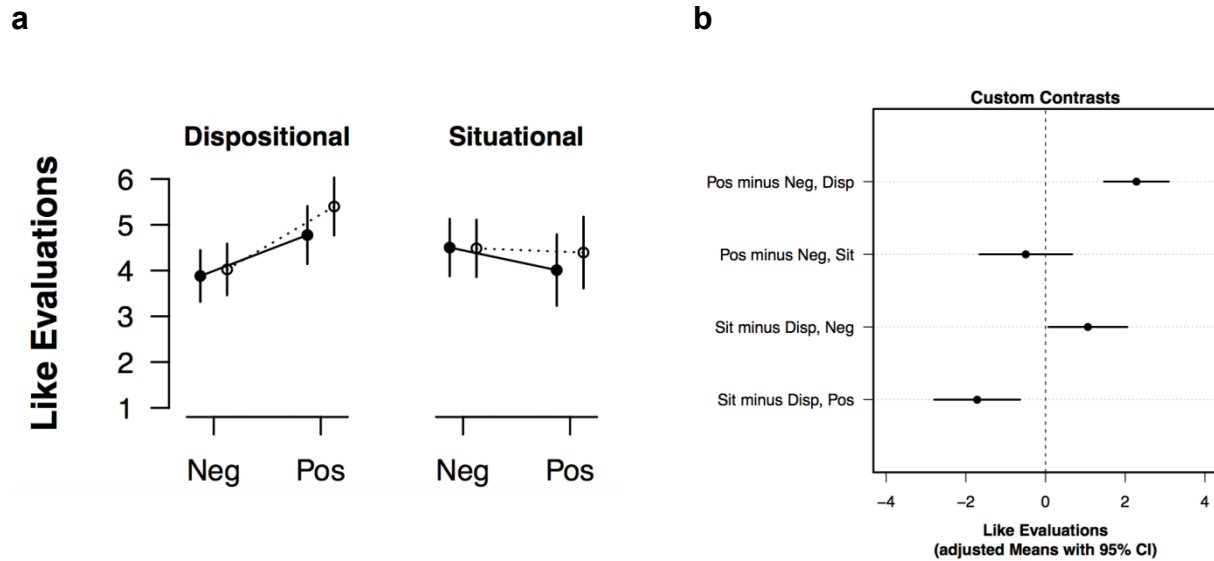 a
Dispositional
Situational
Like Evaluations
6
5
4
3
2
1
Neg Pos
Neg Pos
b
Custom Contrasts
Pos minus Neg, Disp
Pos minus Neg, Sit
Sit minus Disp, Neg
Sit minus Disp, Pos
−4 −2 0 2 4
Like Evaluations
(adjusted Means with 95% CI)